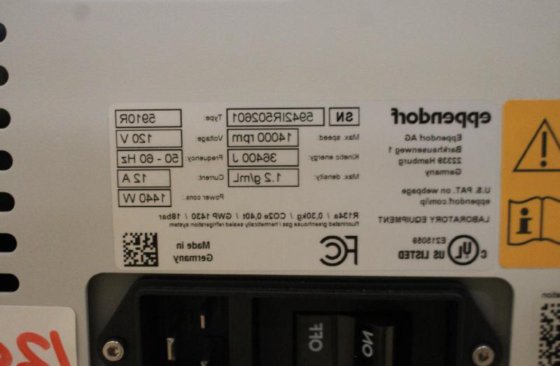 eppendorf
Eppendorf AG
Barkhausenweg 1
22339 Hamburg
Germany
U.S. PAT. on webpage
eppendorf.com/ip
LABORATORY EQUIPMENT
C UL US LISTED
E215059
SN 5942IR502601 Type: 5910R
Max. speed: 14000 rpm Voltage: 120 V
Kinetic energy: 36400 J Frequency: 50 - 60 Hz
Max. density: 1.2 g/mL Current: 12 A
Power cons.: 1440 W
R134a / 0,30kg / CO2e 0,40t / GWP 1430 / 18bar
Fluorinated greenhouse gas / hermetically sealed refrigeration system
FC
Made in
Germany
ON
OFF